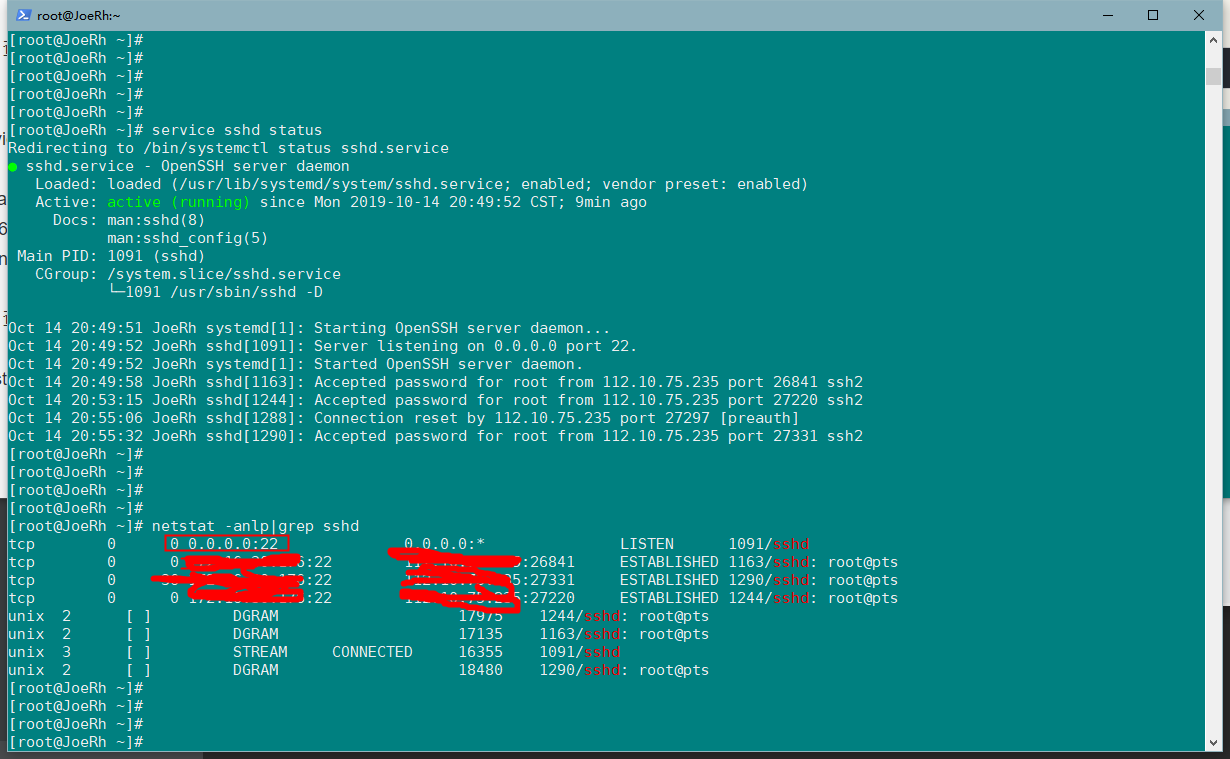 root@JoeRh:~
[root@JoeRh ~]#
[root@JoeRh ~]#
[root@JoeRh ~]#
[root@JoeRh ~]#
[root@JoeRh ~]#
[root@JoeRh ~]# service sshd status
Redirecting to /bin/systemctl status sshd.service
● sshd.service - OpenSSH server daemon
   Loaded: loaded (/usr/lib/systemd/system/sshd.service; enabled; vendor preset: enabled)
   Active: active (running) since Mon 2019-10-14 20:49:52 CST; 9min ago
     Docs: man:sshd(8)
           man:sshd_config(5)
 Main PID: 1091 (sshd)
   CGroup: /system.slice/sshd.service
           └─1091 /usr/sbin/sshd -D
Oct 14 20:49:51 JoeRh systemd[1]: Starting OpenSSH server daemon...
Oct 14 20:49:52 JoeRh sshd[1091]: Server listening on 0.0.0.0 port 22.
Oct 14 20:49:52 JoeRh systemd[1]: Started OpenSSH server daemon.
Oct 14 20:49:58 JoeRh sshd[1163]: Accepted password for root from 112.10.75.235 port 26841 ssh2
Oct 14 20:53:15 JoeRh sshd[1244]: Accepted password for root from 112.10.75.235 port 27220 ssh2
Oct 14 20:55:06 JoeRh sshd[1288]: Connection reset by 112.10.75.235 port 27297 [preauth]
Oct 14 20:55:32 JoeRh sshd[1290]: Accepted password for root from 112.10.75.235 port 27331 ssh2
[root@JoeRh ~]#
[root@JoeRh ~]#
[root@JoeRh ~]#
[root@JoeRh ~]#
[root@JoeRh ~]# netstat -anlp|grep sshd
tcp        0      0 0.0.0.0:22              0.0.0.0:*               LISTEN      1091/sshd
tcp        0      0 :22 :26841     ESTABLISHED 1163/sshd: root@pts
tcp        0      :22 :27331     ESTABLISHED 1290/sshd: root@pts
tcp        0      0 :22 :27220     ESTABLISHED 1244/sshd: root@pts
unix  2      [ ]         DGRAM                    17975    1244/sshd: root@pts
unix  2      [ ]         DGRAM                    17135    1163/sshd: root@pts
unix  3      [ ]         STREAM     CONNECTED     16355    1091/sshd
unix  2      [ ]         DGRAM                    18480    1290/sshd: root@pts
[root@JoeRh ~]#
[root@JoeRh ~]#
[root@JoeRh ~]#
[root@JoeRh ~]#